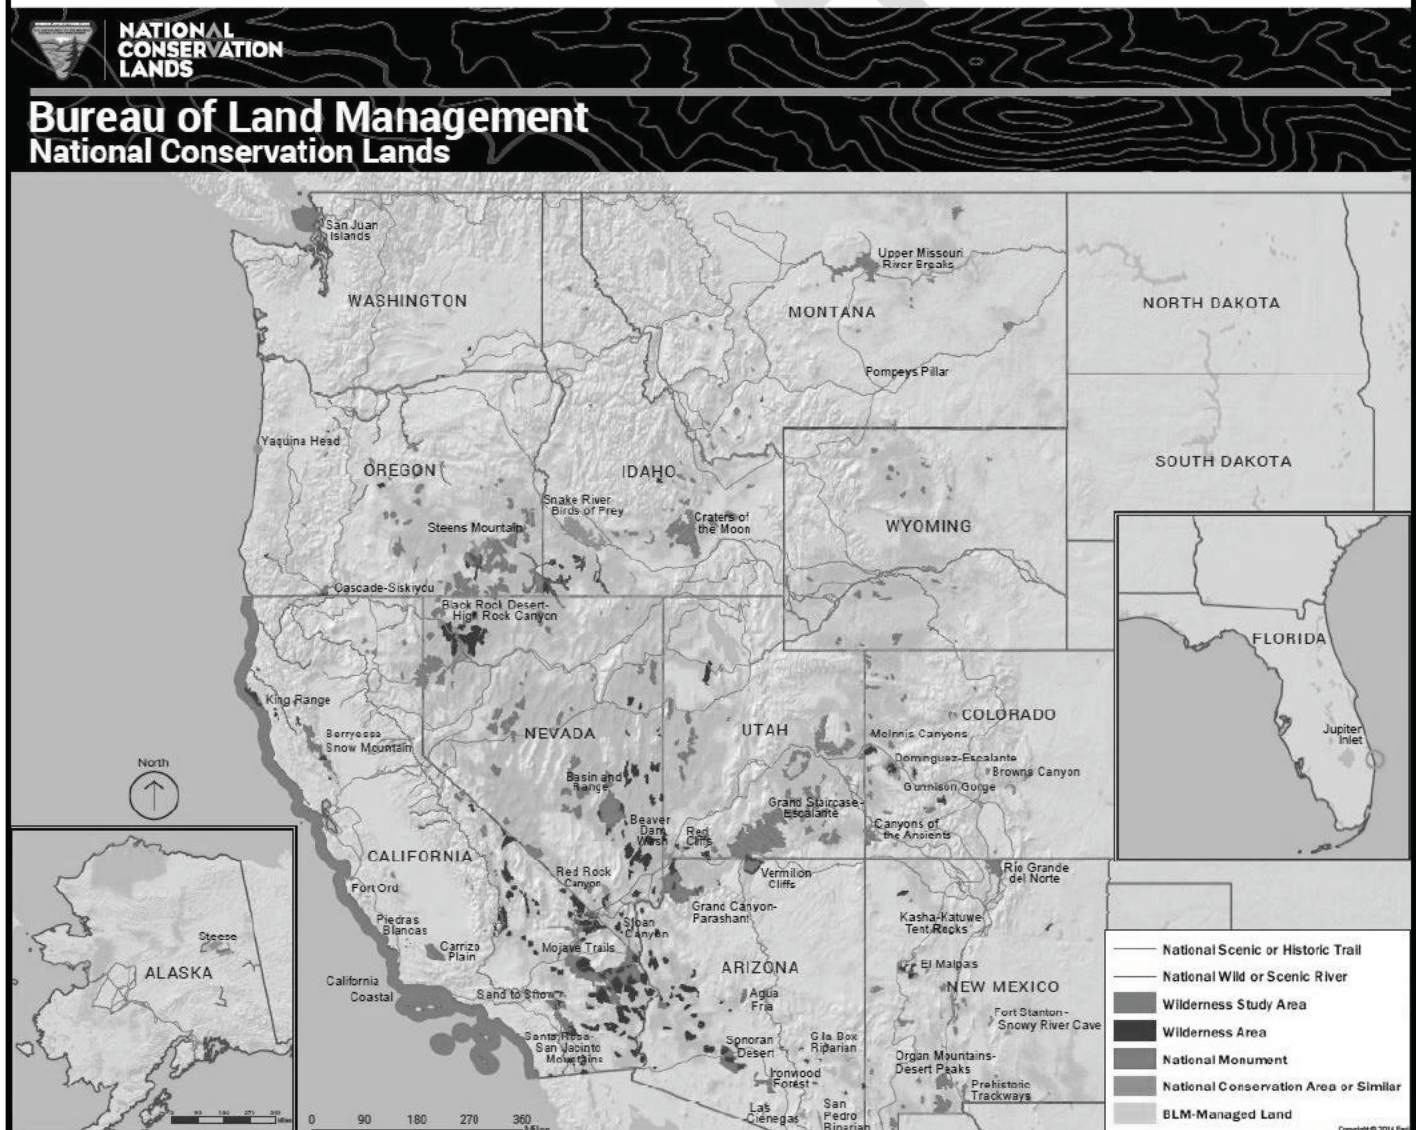 NATIONAL
CONSERVATION
LANDS
Bureau of Land Management
National Conservation Lands
San Juan
Islands
WASHINGTON
Upper Missouri
River Breaks
MONTANA
NORTH DAKOTA
Pompeys Pillar
Yaquina Head
OREGON
IDAHO
SOUTH DAKOTA
Snake River
Birds of Prey
Craters of
the Moon
Steens Mountain
WYOMING
Cascade-Siskiyou
Black Rock Desert-
High Rock Canyon
FLORIDA
King Range
COLORADO
Berryessa
Snow Mountain
NEVADA
UTAH
McInnis Canyons
Jupiter
Inlet
Dominguez-Escalante
Browns Canyon
Gunnison Gorge
North
Basin and
Range
Grand Staircase-
Escalante
Beaver
Dam
Wash
Red
Cliffs
Canyons of
the Ancients
CALIFORNIA
Red Rock
Canyon
Vermilion
Cliffs
Río Grande
del Norte
Fort Ord
Grand Canyon-
Parashant
Piedras
Blancas
Sloan
Canyon
Kasha-Katuwe
Tent Rocks
Steese
ALASKA
Carrizo
Plain
Mojave Trails
ARIZONA
El Malpais
California
Coastal
Sand to Snow
NEW MEXICO
Agua
Fria
Fort Stanton-
Snowy River Cave
Santa Rosa-
San Jacinto
Mountains
Sonoran
Desert
Gila Box
Riparian
Organ Mountains-
Desert Peaks
Ironwood
Forest
Prehistoric
Trackways
Las
Cienegas
San
Pedro
Riparian
0 90 180 270 360
Miles
National Scenic or Historic Trail
National Wild or Scenic River
Wilderness Study Area
Wilderness Area
National Monument
National Conservation Area or Similar
BLM-Managed Land